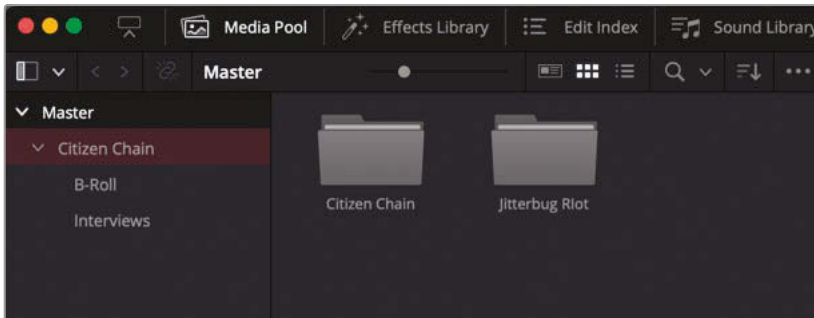 Media Pool Effects Library Edit Index Sound Library
Master
Master
Citizen Chain
B-Roll
Interviews
Citizen Chain Jitterbug RIot